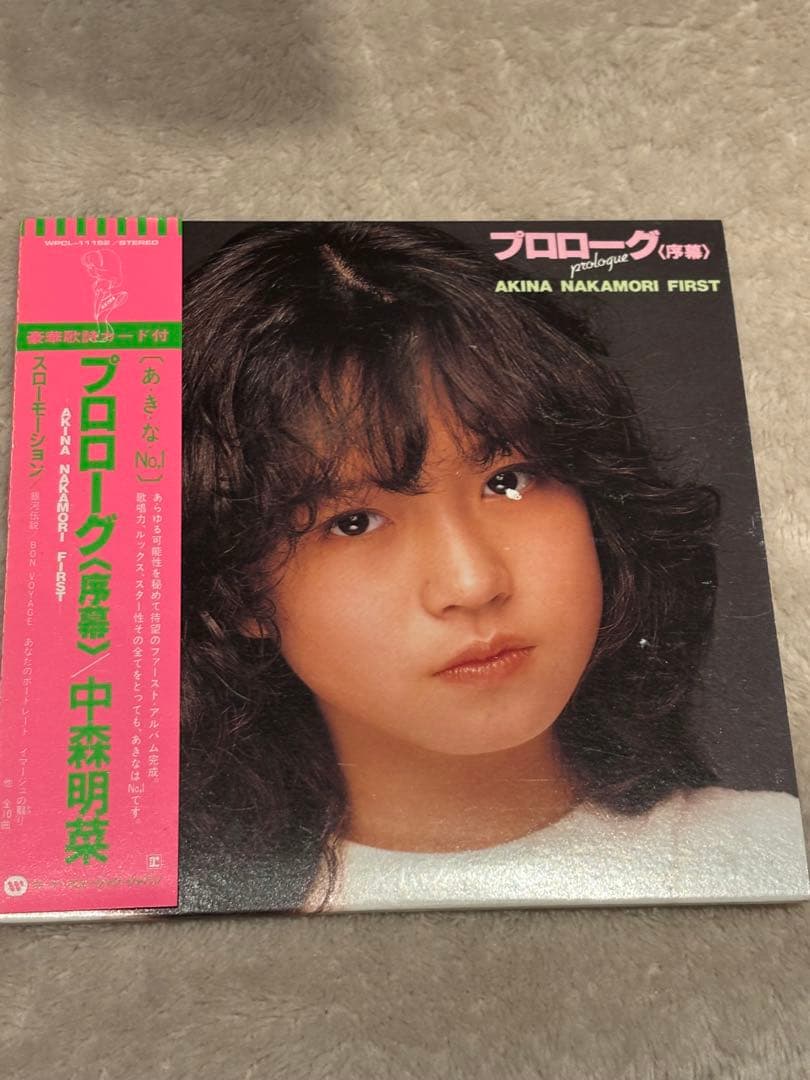 WPCL-11192/STEREO
豪華歌詩カード付
[あ・き・な・No.1]
あらゆる可能性を秘めて待望のファースト・アルバム完成。
歌唱力、ルックス、スター性その全てをとっても、あきなはNo.1です。
プロローグ〈序幕〉/中森明菜
AKINA NAKAMORI FIRST
スローモーション/銀河伝説 BON VOYAGE あなたのポートレート イマージュの翳り 他 全10曲
プロローグ〈序幕〉
prologue
AKINA NAKAMORI FIRST